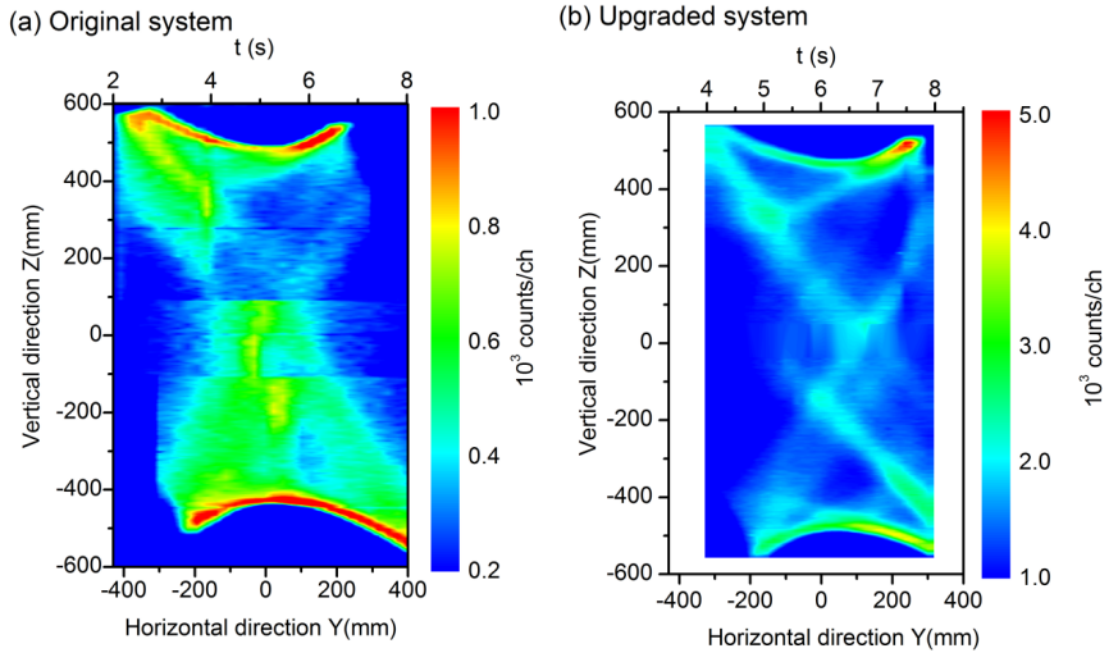 (a) Original system
t (s)
2 4 6 8
600
400
200
0
-200
-400
-600
Vertical direction Z(mm)
-400 -200 0 200 400
Horizontal direction Y(mm)
1.0
0.8
0.6
0.4
0.2
10³ counts/ch
(b) Upgraded system
t (s)
4 5 6 7 8
600
400
200
0
-200
-400
-600
Vertical direction Z(mm)
-400 -200 0 200 400
Horizontal direction Y(mm)
5.0
4.0
3.0
2.0
1.0
10³ counts/ch